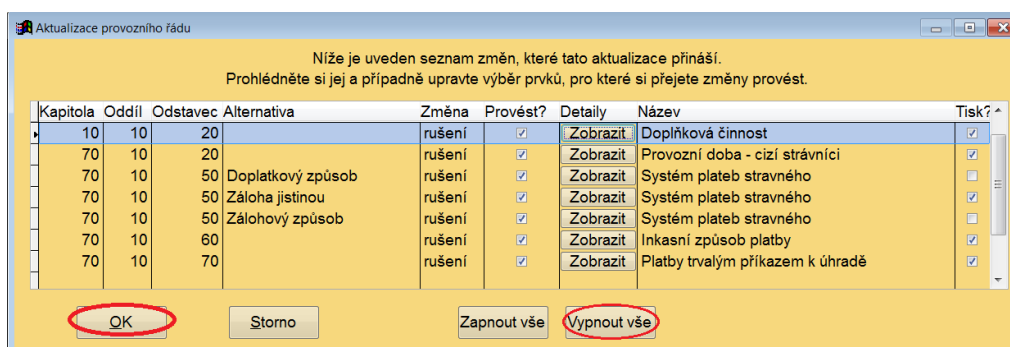 Aktualizace provozního řádu
Níže je uveden seznam změn, které tato aktualizace přináší.
Prohlédněte si jej a případně upravte výběr prvků, pro které si přejete změny provést.
Kapitola Oddíl Odstavec Alternativa Změna Provést? Detaily Název Tisk?
10 10 20 rušení Zobrazit Doplňková činnost
70 10 20 rušení Zobrazit Provozní doba - cizí strávníci
70 10 50 Doplatkový způsob rušení Zobrazit Systém plateb stravného
70 10 50 Záloha jistinou rušení Zobrazit Systém plateb stravného
70 10 50 Zálohový způsob rušení Zobrazit Systém plateb stravného
70 10 60 rušení Zobrazit Inkasní způsob platby
70 10 70 rušení Zobrazit Platby trvalým příkazem k úhradě
OK Storno Zapnout vše Vypnout vše